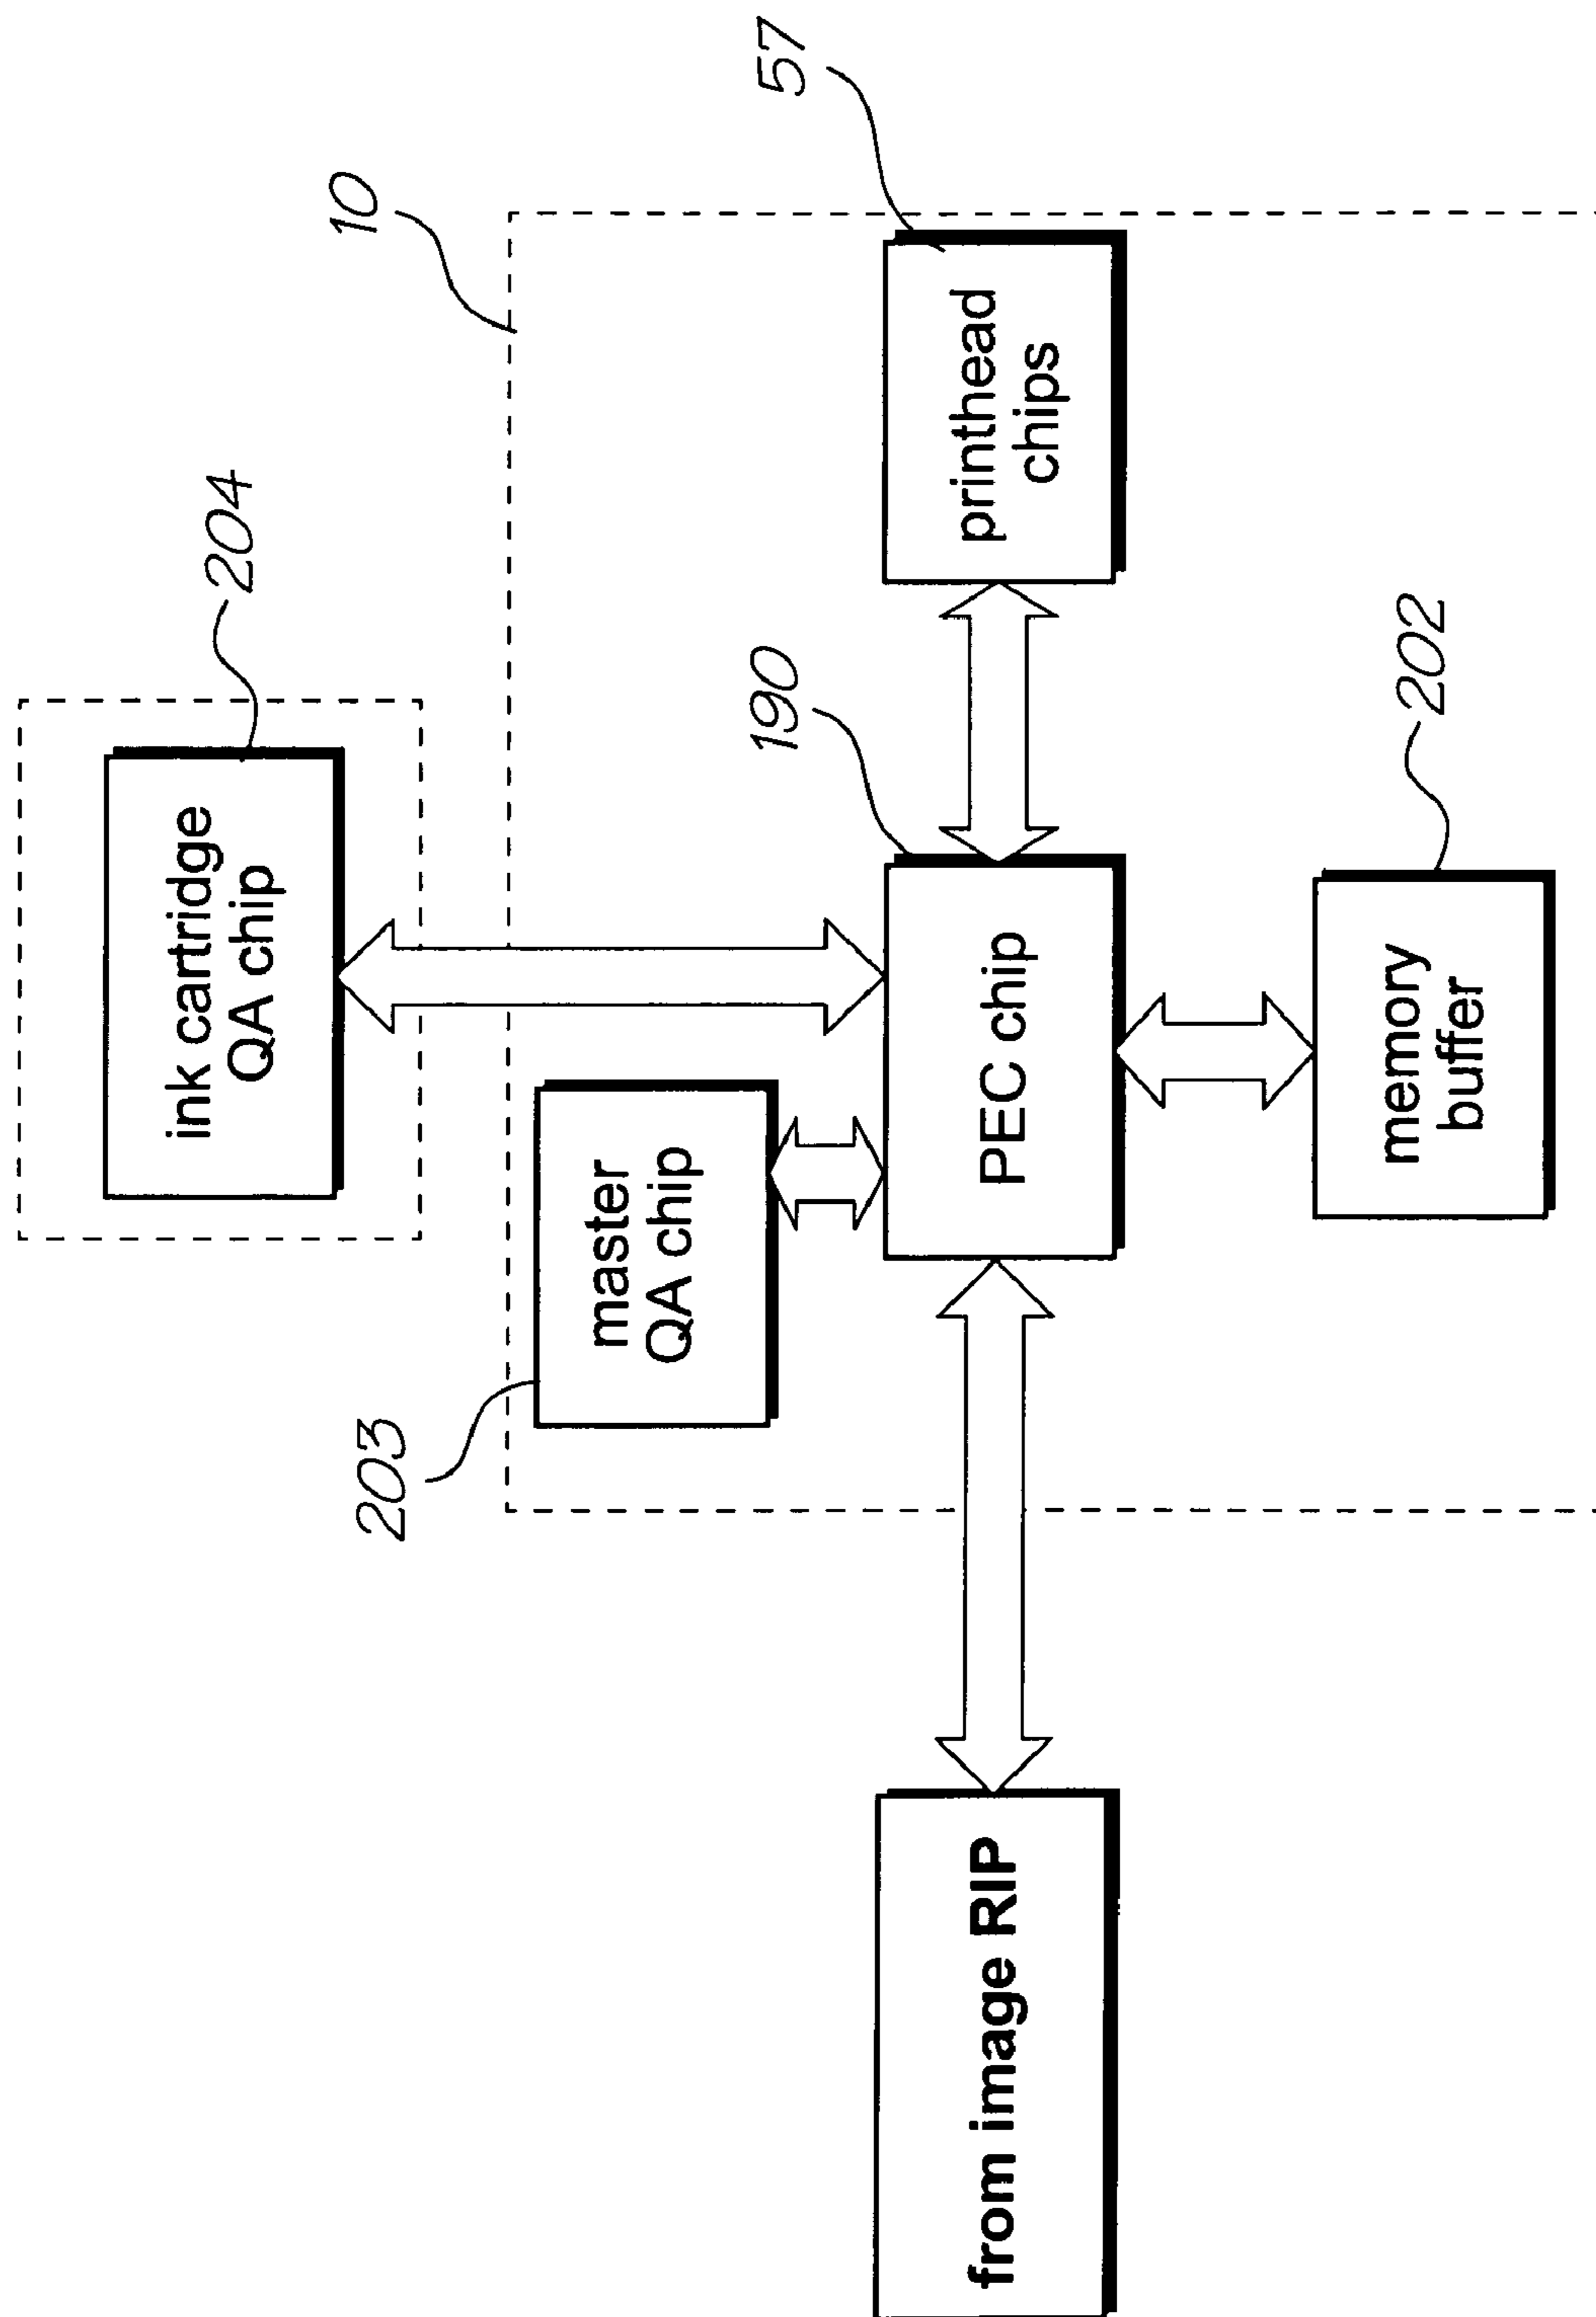 204
ink cartridge
QA chip
10
203
master
QA chip
57
190
from image RIP
PEC chip
printhead
chips
202
memory
buffer